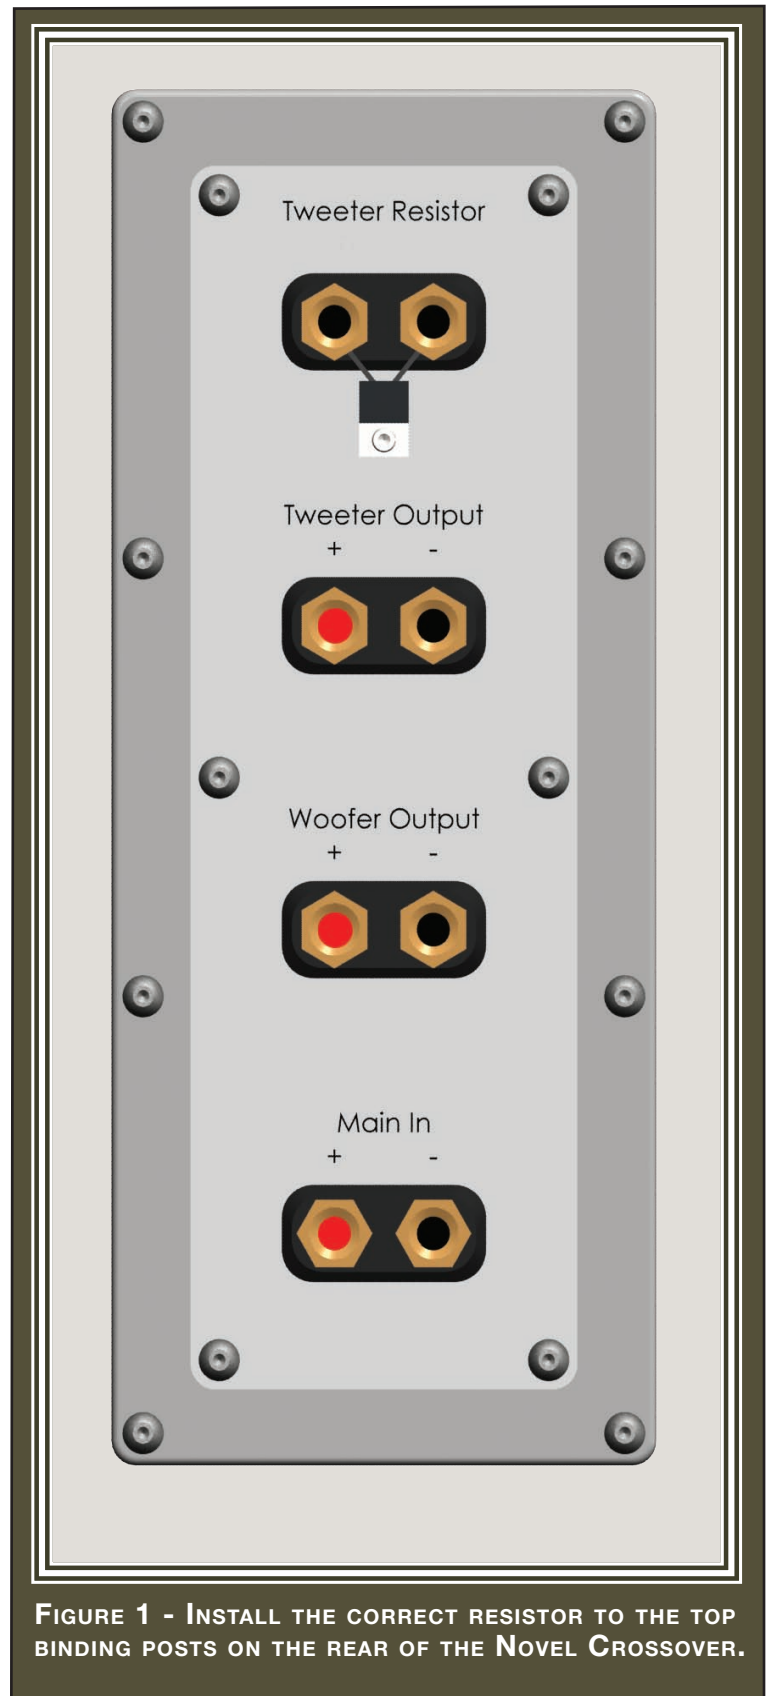 Tweeter Resistor
Tweeter Output
+ -
Woofer Output
+ -
Main In
+ -
Figure 1 - Install the correct resistor to the top
binding posts on the rear of the Novel Crossover.